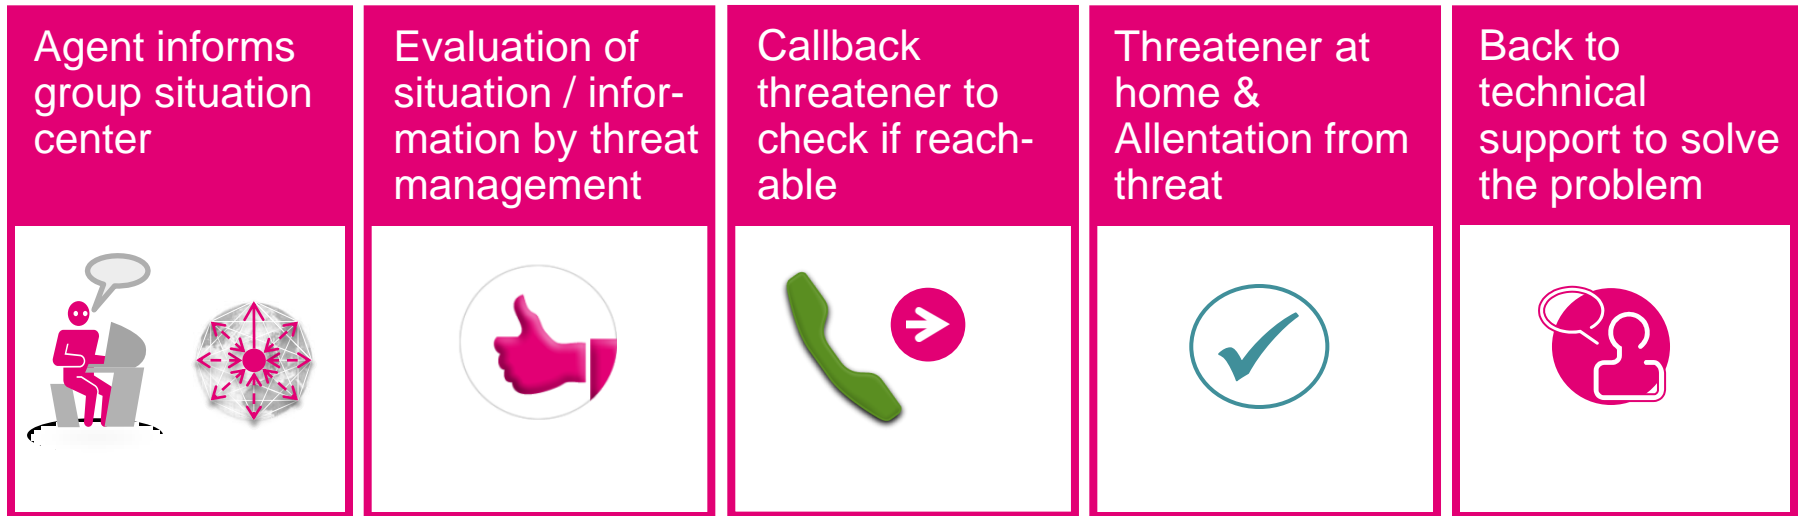 Agent informs
group situation
center
Evaluation of
situation / infor-
mation by threat
management
Callback
threatener to
check if reach-
able
Threatener at
home &
Allentation from
threat
Back to
technical
support to solve
the problem